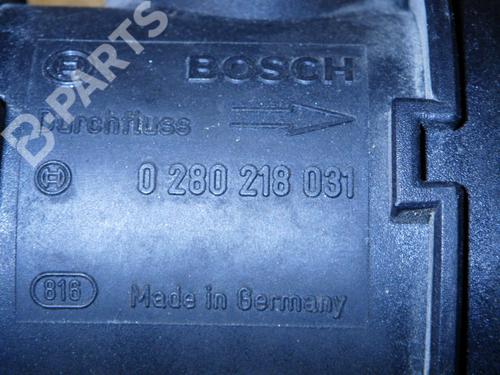 BOSCH
Durchfluss
0 280 218 031
816 Made in Germany
B-PARTS